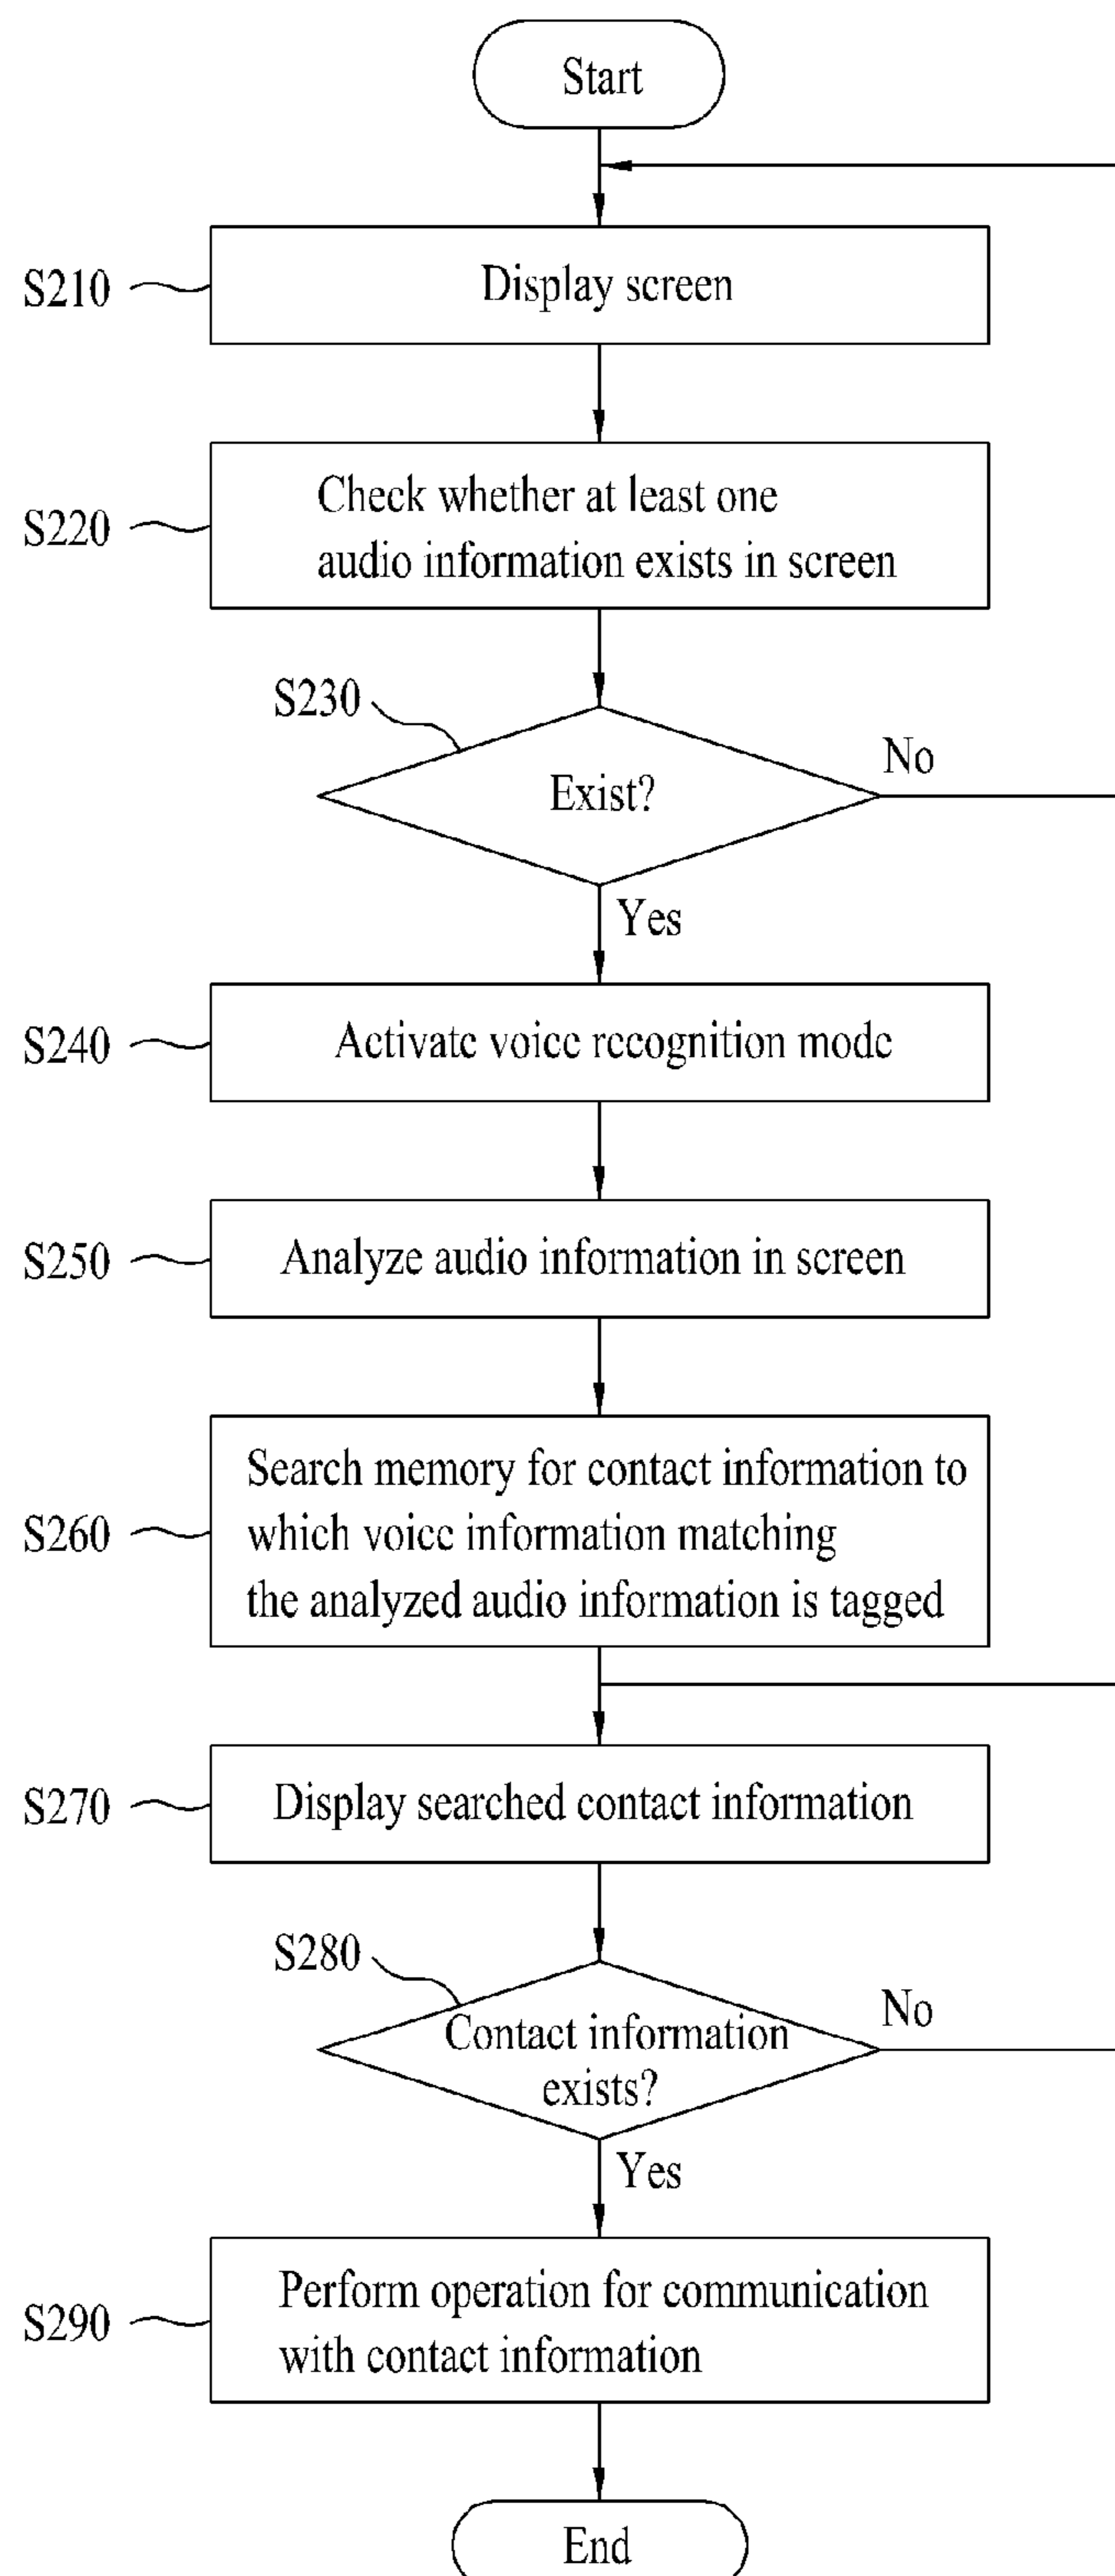 Start
S210
Display screen
S220
Check whether at least one
audio information exists in screen
S230
Exist?
No
Yes
S240
Activate voice recognition mode
S250
Analyze audio information in screen
S260
Search memory for contact information to
which voice information matching
the analyzed audio information is tagged
S270
Display searched contact information
S280
Contact information
exists?
No
Yes
S290
Perform operation for communication
with contact information
End